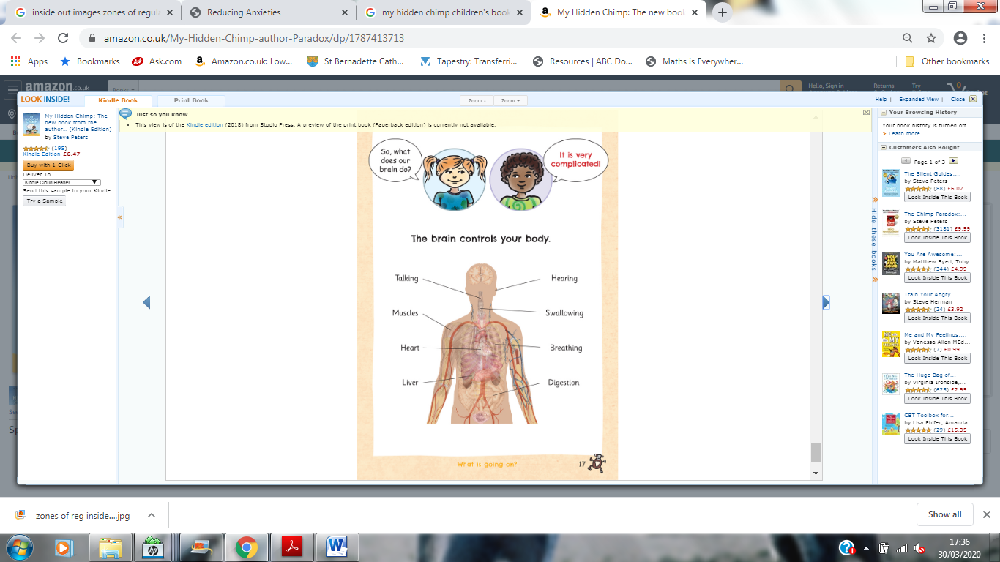 inside out images zones of regula
Reducing Anxieties
my hidden chimp children's book
My Hidden Chimp: The new book
amazon.co.uk/My-Hidden-Chimp-author-Paradox/dp/1787413713
Apps
Bookmarks
Ask.com
Amazon.co.uk: Low...
St Bernadette Cath...
Tapestry: Transferri...
Resources | ABC Do...
Maths is Everywher...
Other bookmarks
amazon.co.uk
Books
Hello, Sign in
Returns
Try
0
LOOK INSIDE!
Kindle Book
Print Book
Zoom -
Zoom +
Help |
Expanded View |
Close
My Hidden Chimp: The
new book from the
author... (Kindle Edition)
by Steve Peters
(195)
Kindle Edition £6.47
Buy with 1-Click
Deliver To
Kindle Cloud Reader
Send this sample to your Kindle
Try a Sample
Just so you know...
This view is of the Kindle edition (2018) from Studio Press. A preview of the print book (Paperback edition) is currently not available.
So, what
does our
brain do?
It is very
complicated!
The brain controls your body.
Talking
Hearing
Muscles
Swallowing
Heart
Breathing
Liver
Digestion
What is going on?
17
Hide these books
Your Browsing History
Your book history is turned off
> Learn more
Customers Also Bought
Page 1 of 3
The Silent Guides:...
by Steve Peters
(88) £6.02
Look Inside This Book
The Chimp Paradox:...
by Steve Peters
(3181) £9.99
Look Inside This Book
You Are Awesome:...
by Matthew Syed, Toby...
(344) £4.99
Look Inside This Book
Train Your Angry...
by Steve Herman
(24) £3.92
Look Inside This Book
Me and My Feelings:...
by Vanessa Allen MEd...
(7) £0.99
Look Inside This Book
The Huge Bag of...
by Virginia Ironside,...
(625) £2.99
Look Inside This Book
CBT Toolbox for...
by Lisa Phifer, Amanda...
(29) £15.35
Look Inside This Book
zones of reg inside....jpg
Show all
17:36
30/03/2020